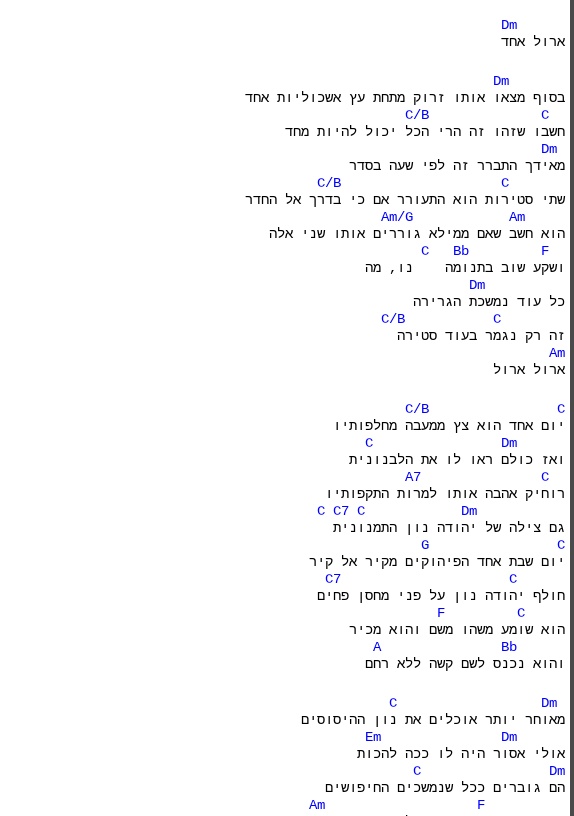 Dm
ארול אחד
Dm
בסוף מצאו אותו זרוק מתחת עץ אשכוליות אחד
C C/B
חשבו שזהו זה הרי הכל יכול להיות מחד
Dm
מאידך התברר זה לפי שעה בסדר
C C/B
שתי סטירות הוא התעורר אם כי בדרך אל החדר
Am Am/G
הוא חשב שאם ממילא גוררים אותו שני אלה
F Bb C
ושקע שוב בתנומה נו, מה
Dm
כל עוד נמשכת הגרירה
C C/B
זה רק נגמר בעוד סטירה
Am
ארול ארול
C C/B
יום אחד הוא צץ ממעבה מחלפותיו
Dm C
ואז כולם ראו לו את הלבנונית
C A7
רוחיק אהבה אותו למרות התקפותיו
Dm C C7 C
גם צילה של יהודה נון התמנונית
C G
יום שבת אחד הפיהוקים מקיר אל קיר
C C7
חולף יהודה נון על פני מחסן פחים
C F
הוא שומע משהו משם והוא מכיר
Bb A
והוא נכנס לשם קשה ללא רחם
Dm C
מאוחר יותר אוכלים את נון ההיסוסים
Dm Em
אולי אסור היה לו ככה להכות
Dm C
הם גוברים ככל שנמשכים החיפושים
F Am